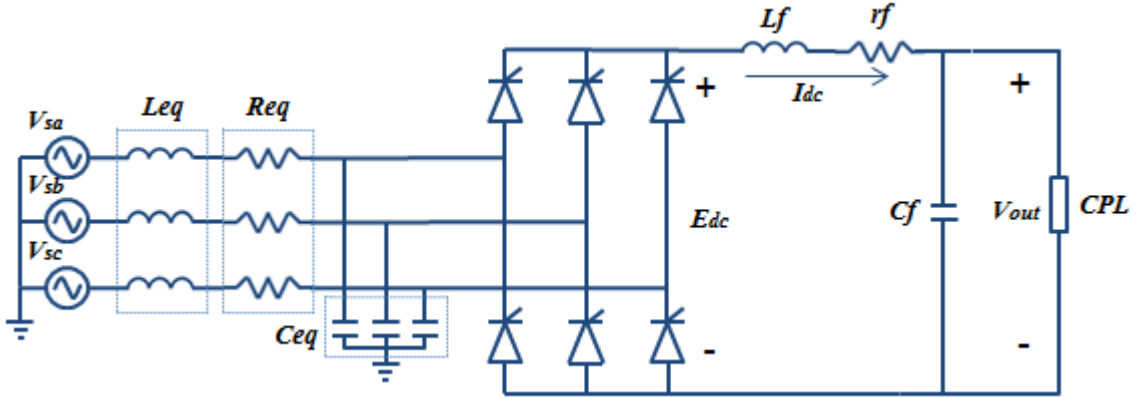 Lf
rf
+
Idc
+
Leq
Req
Vsa
Vsb
Vsc
Edc
Cf
Vout
CPL
Ceq
-
-